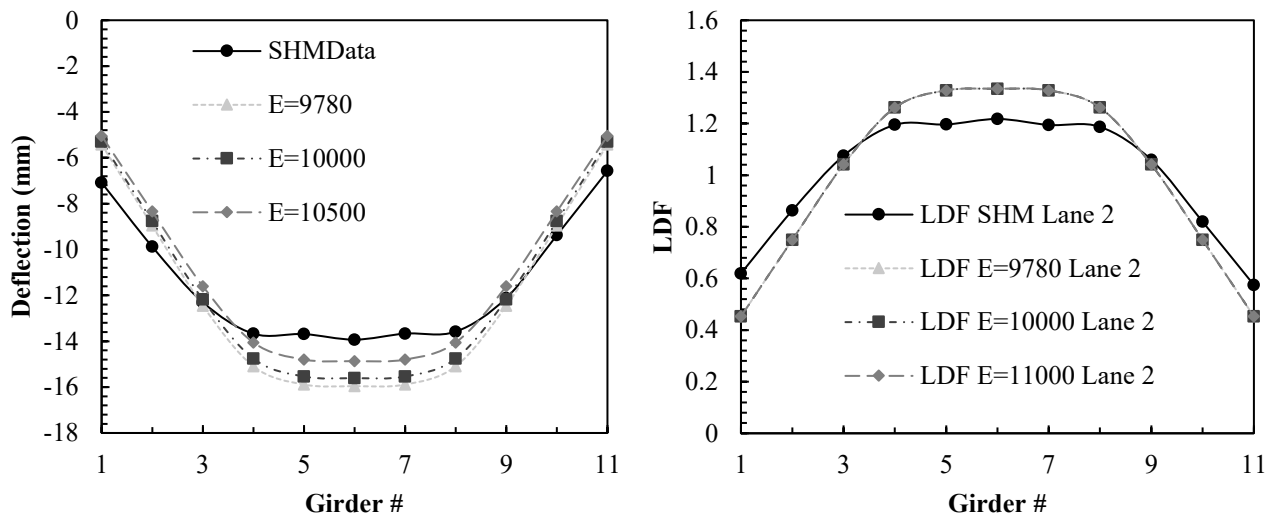 0
-2
-4
-6
-8
-10
-12
-14
-16
-18
Deflection (mm)
SHMData
E=9780
E=10000
E=10500
1 3 5 7 9 11
Girder #
1.6
1.4
1.2
1
0.8
0.6
0.4
0.2
0
LDF
LDF SHM Lane 2
LDF E=9780 Lane 2
LDF E=10000 Lane 2
LDF E=11000 Lane 2
1 3 5 7 9 11
Girder #